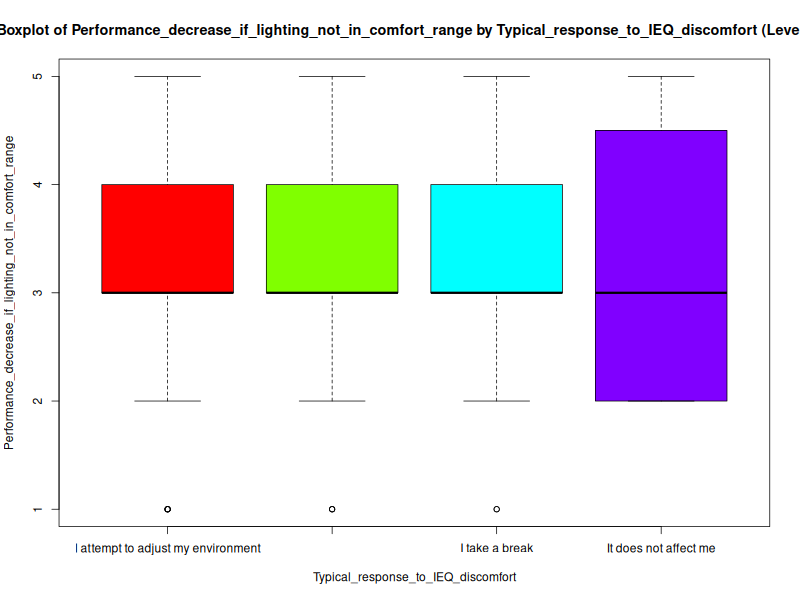 Boxplot of Performance_decrease_if_lighting_not_in_comfort_range by Typical_response_to_IEQ_discomfort (Leve
Performance_decrease_if_lighting_not_in_comfort_range
5
4
3
2
1
I attempt to adjust my environment
I take a break
It does not affect me
Typical_response_to_IEQ_discomfort